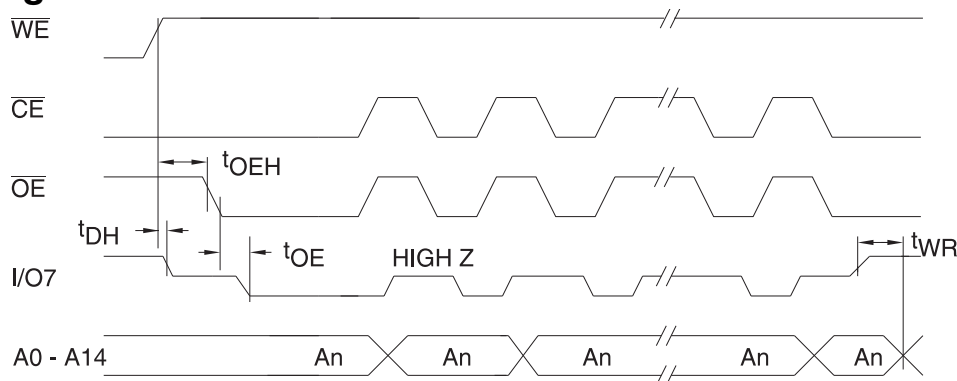 WE
CE
tOEH
OE
tDH
tOE
HIGH Z
tWR
I/O7
A0 - A14 An An An An An